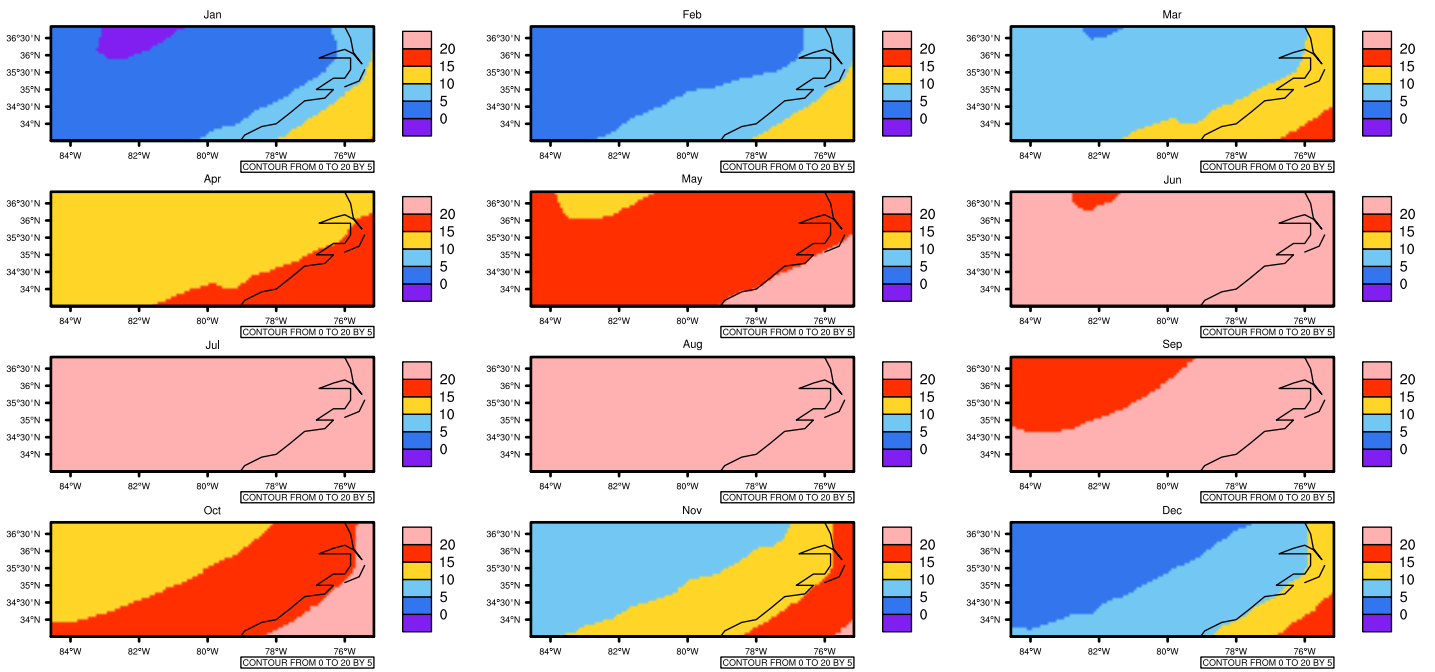 Jan
36°30'N
36°N
35°30'N
35°N
34°30'N
34°N
84°W
82°W
80°W
78°W
76°W
20
15
10
5
0
CONTOUR FROM 0 TO 20 BY 5
Feb
36°30'N
36°N
35°30'N
35°N
34°30'N
34°N
84°W
82°W
80°W
78°W
76°W
20
15
10
5
0
CONTOUR FROM 0 TO 20 BY 5
Mar
36°30'N
36°N
35°30'N
35°N
34°30'N
34°N
84°W
82°W
80°W
78°W
76°W
20
15
10
5
0
CONTOUR FROM 0 TO 20 BY 5
Apr
36°30'N
36°N
35°30'N
35°N
34°30'N
34°N
84°W
82°W
80°W
78°W
76°W
20
15
10
5
0
CONTOUR FROM 0 TO 20 BY 5
May
36°30'N
36°N
35°30'N
35°N
34°30'N
34°N
84°W
82°W
80°W
78°W
76°W
20
15
10
5
0
CONTOUR FROM 0 TO 20 BY 5
Jun
36°30'N
36°N
35°30'N
35°N
34°30'N
34°N
84°W
82°W
80°W
78°W
76°W
20
15
10
5
0
CONTOUR FROM 0 TO 20 BY 5
Jul
36°30'N
36°N
35°30'N
35°N
34°30'N
34°N
84°W
82°W
80°W
78°W
76°W
20
15
10
5
0
CONTOUR FROM 0 TO 20 BY 5
Aug
36°30'N
36°N
35°30'N
35°N
34°30'N
34°N
84°W
82°W
80°W
78°W
76°W
20
15
10
5
0
CONTOUR FROM 0 TO 20 BY 5
Sep
36°30'N
36°N
35°30'N
35°N
34°30'N
34°N
84°W
82°W
80°W
78°W
76°W
20
15
10
5
0
CONTOUR FROM 0 TO 20 BY 5
Oct
36°30'N
36°N
35°30'N
35°N
34°30'N
34°N
84°W
82°W
80°W
78°W
76°W
20
15
10
5
0
CONTOUR FROM 0 TO 20 BY 5
Nov
36°30'N
36°N
35°30'N
35°N
34°30'N
34°N
84°W
82°W
80°W
78°W
76°W
20
15
10
5
0
CONTOUR FROM 0 TO 20 BY 5
Dec
36°30'N
36°N
35°30'N
35°N
34°30'N
34°N
84°W
82°W
80°W
78°W
76°W
20
15
10
5
0
CONTOUR FROM 0 TO 20 BY 5